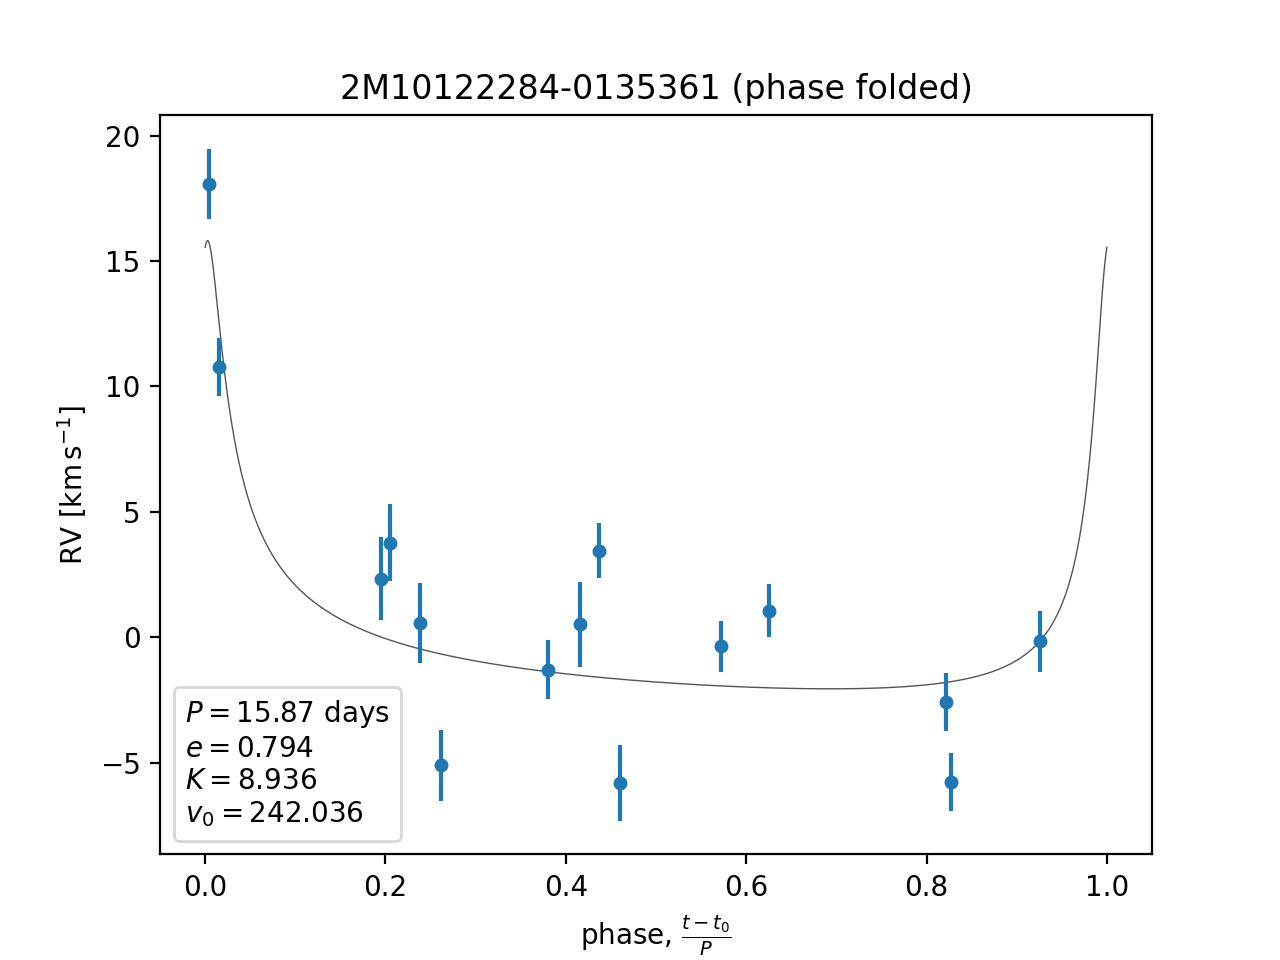 2M10122284-0135361 (phase folded)
20
15
10
5
0
−5
RV [km s⁻¹]
P = 15.87 days
e = 0.794
K = 8.936
v₀ = 242.036
0.0 0.2 0.4 0.6 0.8 1.0
phase, (t − t₀)/P